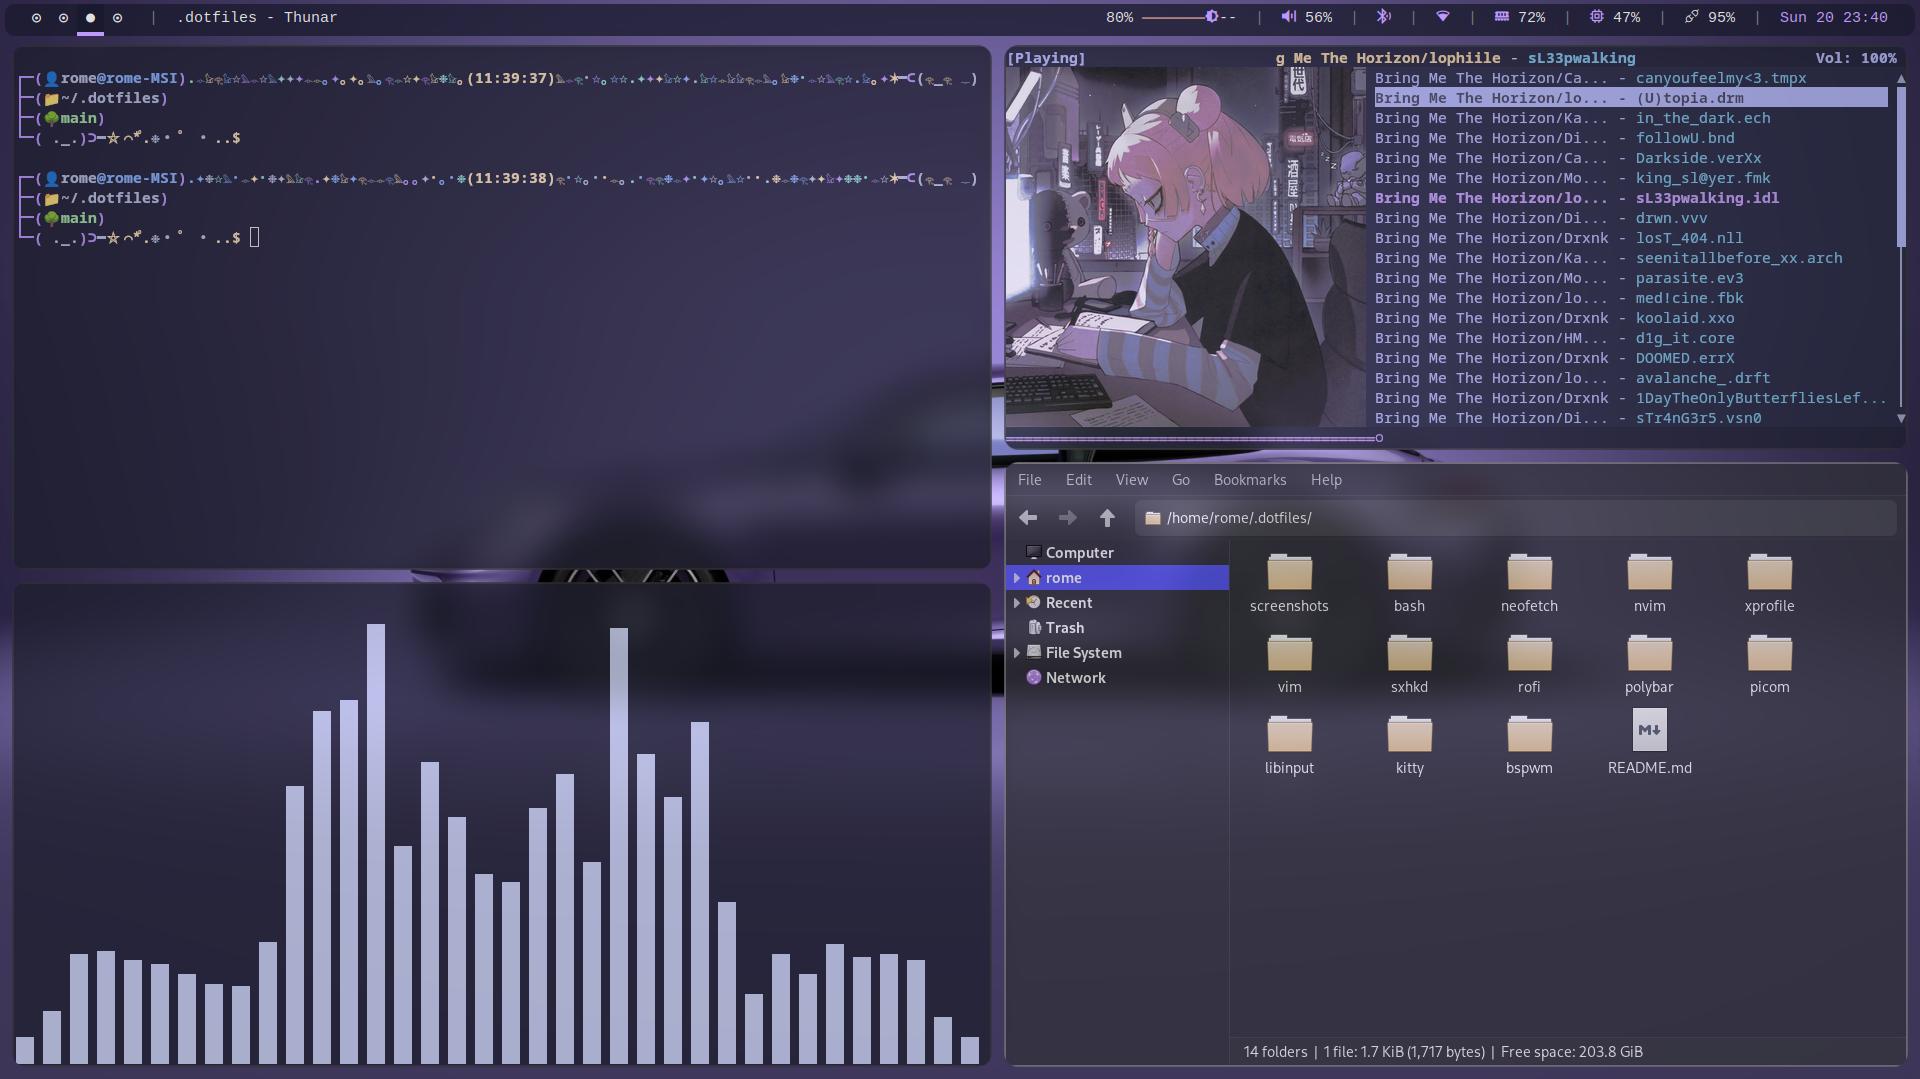 .dotfiles - Thunar
80% -- 56% 72% 47% 95% Sun 20 23:40
(rome@rome-MSI) (11:39:37)
(~/.dotfiles)
(main)
( ._.) ..$
(rome@rome-MSI) (11:39:38)
(~/.dotfiles)
(main)
( ._.) ..$
[Playing] g Me The Horizon/lophiile - sL33pwalking Vol: 100%
Bring Me The Horizon/Ca... - canyoufeelmy<3.tmpx
Bring Me The Horizon/lo... - (U)topia.drm
Bring Me The Horizon/Ka... - in_the_dark.ech
Bring Me The Horizon/Di... - followU.bnd
Bring Me The Horizon/Ca... - Darkside.verXx
Bring Me The Horizon/Mo... - king_sl@yer.fmk
Bring Me The Horizon/lo... - sL33pwalking.idl
Bring Me The Horizon/Di... - drwn.vvv
Bring Me The Horizon/Drxnk - losT_404.nll
Bring Me The Horizon/Ka... - seenitallbefore_xx.arch
Bring Me The Horizon/Mo... - parasite.ev3
Bring Me The Horizon/lo... - med!cine.fbk
Bring Me The Horizon/Drxnk - koolaid.xxo
Bring Me The Horizon/HM... - d1g_it.core
Bring Me The Horizon/Drxnk - DOOMED.errX
Bring Me The Horizon/lo... - avalanche_.drft
Bring Me The Horizon/Drxnk - 1DayTheOnlyButterfliesLef...
Bring Me The Horizon/Di... - sTr4nG3r5.vsn0
File Edit View Go Bookmarks Help
/home/rome/.dotfiles/
Computer
rome
Recent
Trash
File System
Network
screenshots bash neofetch nvim xprofile
vim sxhkd rofi polybar picom
libinput kitty bspwm README.md
14 folders | 1 file: 1.7 KiB (1,717 bytes) | Free space: 203.8 GiB